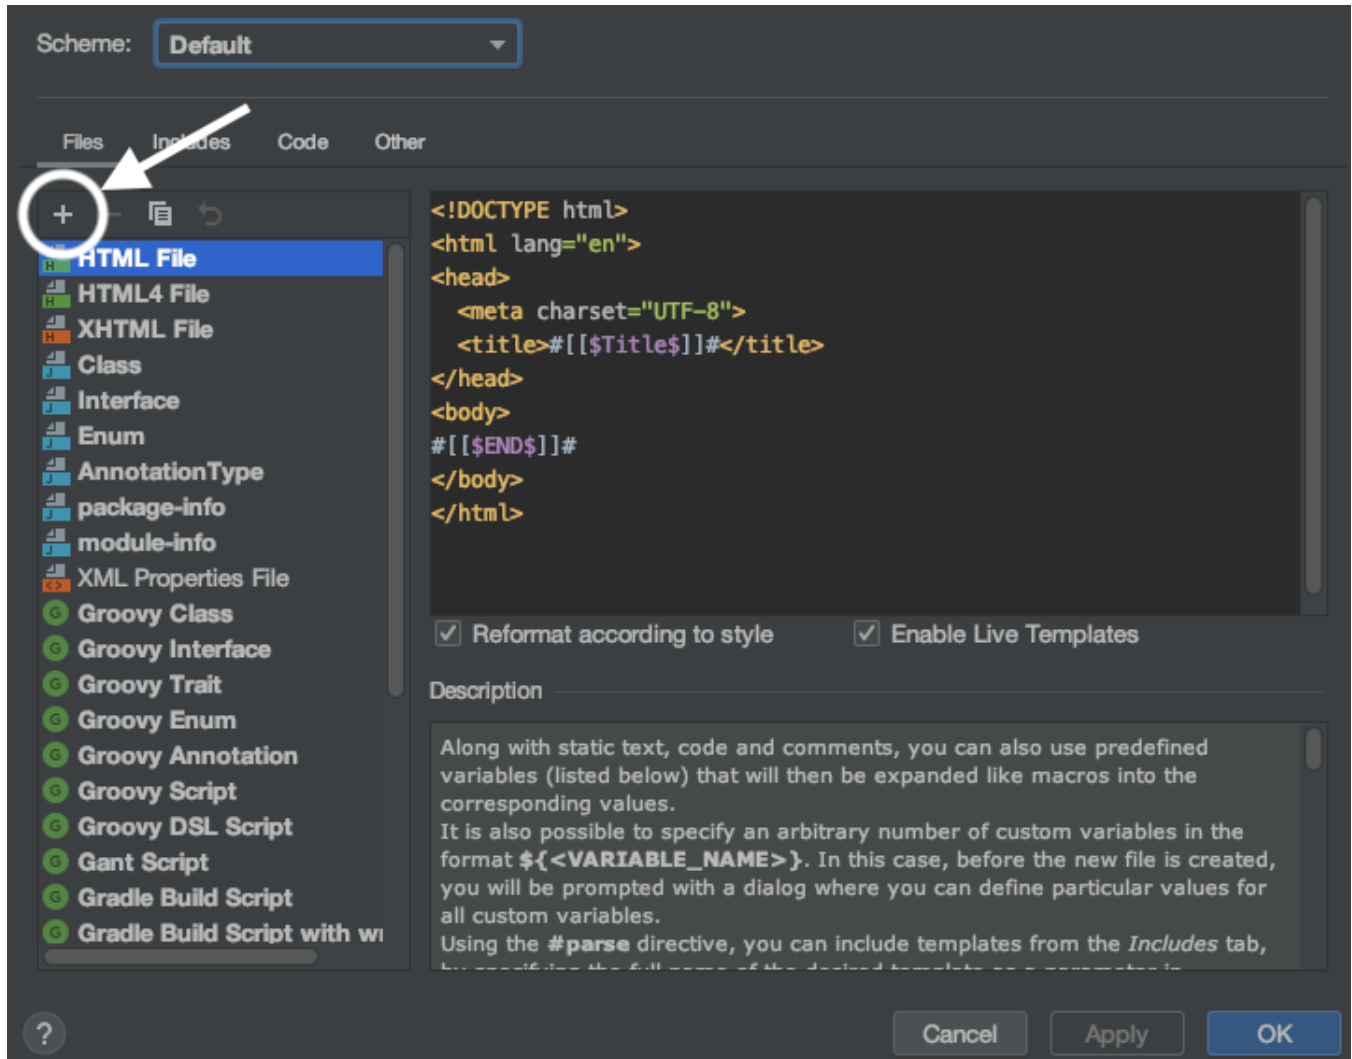 Scheme: Default
Files Includes Code Other
HTML File
HTML4 File
XHTML File
Class
Interface
Enum
AnnotationType
package-info
module-info
XML Properties File
Groovy Class
Groovy Interface
Groovy Trait
Groovy Enum
Groovy Annotation
Groovy Script
Groovy DSL Script
Gant Script
Gradle Build Script
Gradle Build Script with
<!DOCTYPE html>
<html lang="en">
<head>
<meta charset="UTF-8">
<title>#[[$Title$]]#</title>
</head>
<body>
#[[$END$]]#
</body>
</html>
Reformat according to style Enable Live Templates
Description
Along with static text, code and comments, you can also use predefined
variables (listed below) that will then be expanded like macros into the
corresponding values.
It is also possible to specify an arbitrary number of custom variables in the
format ${<VARIABLE_NAME>}. In this case, before the new file is created,
you will be prompted with a dialog where you can define particular values for
all custom variables.
Using the #parse directive, you can include templates from the Includes tab,
? Cancel Apply OK